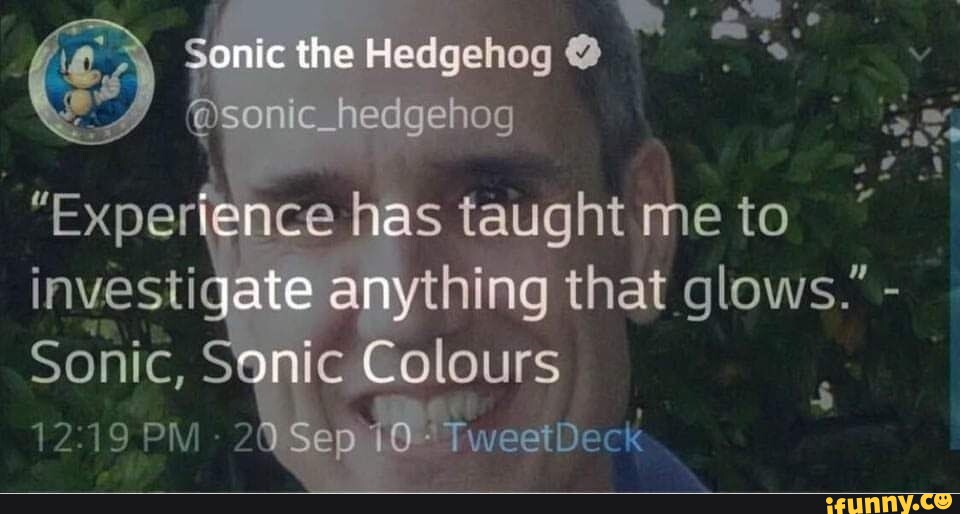 Sonic the Hedgehog
@sonic_hedgehog
“Experience has taught me to
investigate anything that glows.” -
Sonic, Sonic Colours
12:19 PM · 20 Sep 10 · TweetDeck
ifunny.co